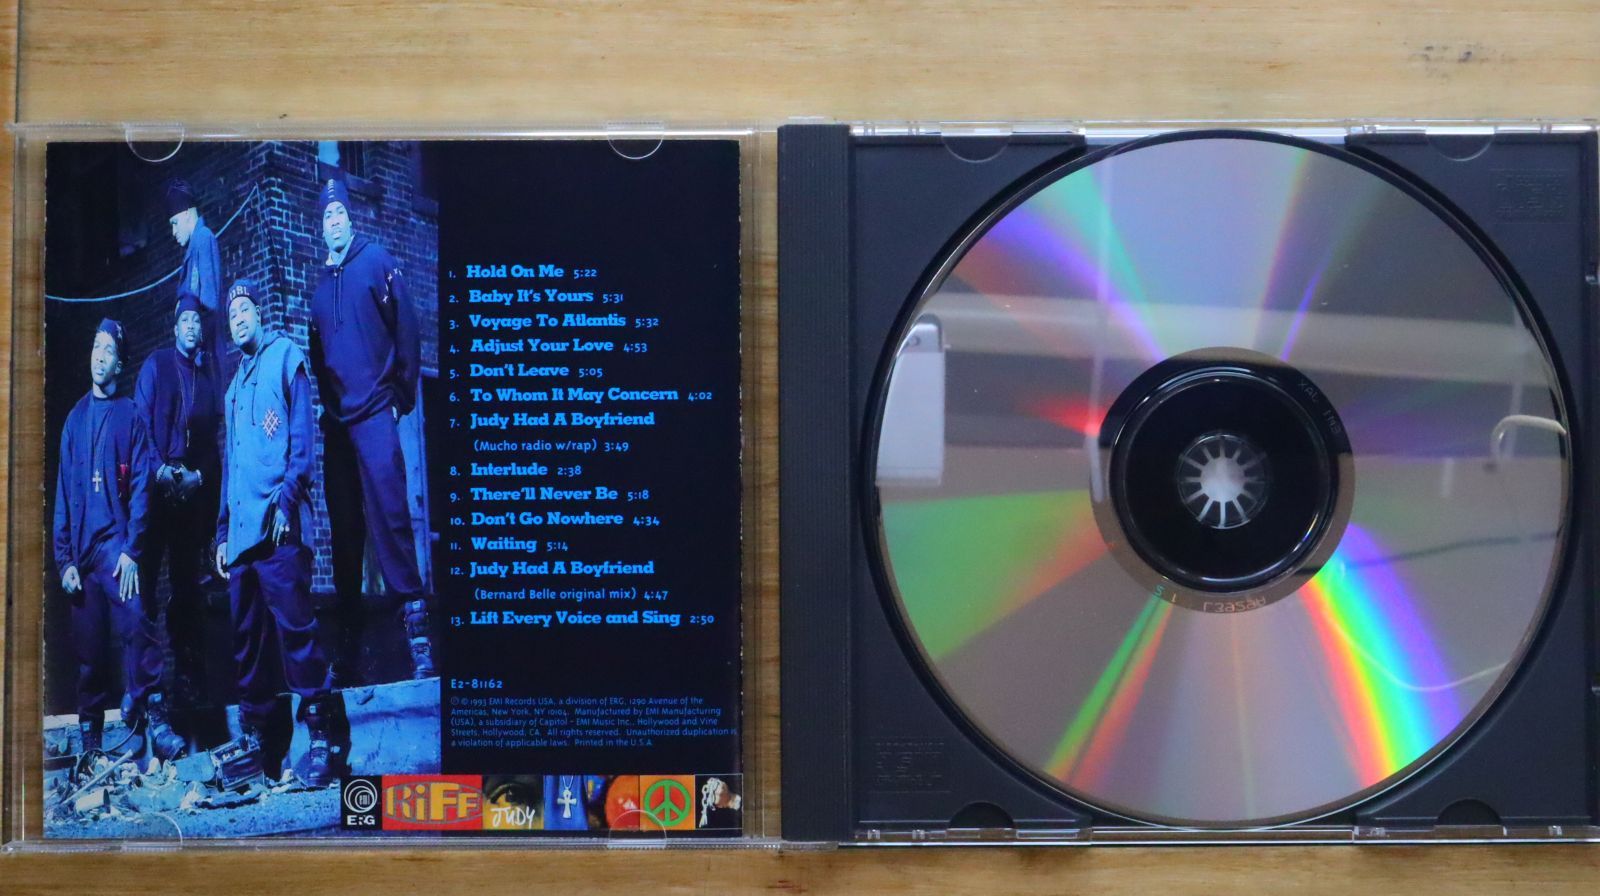 1. Hold On Me 5:22
2. Baby It's Yours 5:31
3. Voyage To Atlantis 5:32
4. Adjust Your Love 4:53
5. Don't Leave 5:05
6. To Whom It May Concern 4:02
7. Judy Had A Boyfriend
(Mucho radio w/rap) 3:49
8. Interlude 2:38
9. There'll Never Be 5:18
10. Don't Go Nowhere 4:34
11. Waiting 5:14
12. Judy Had A Boyfriend
(Bernard Belle original mix) 4:47
13. Lift Every Voice and Sing 2:50
E2-81162
℗ © 1993 EMI Records USA, a division of ERG, 1290 Avenue of the
Americas, New York, NY 10104. Manufactured by EMI Manufacturing
(USA), a subsidiary of Capitol - EMI Music Inc., Hollywood and Vine
Streets, Hollywood, CA. All rights reserved. Unauthorized duplication is
a violation of applicable laws. Printed in the U.S.A.
EMI
ERG
RiFF
JUDY